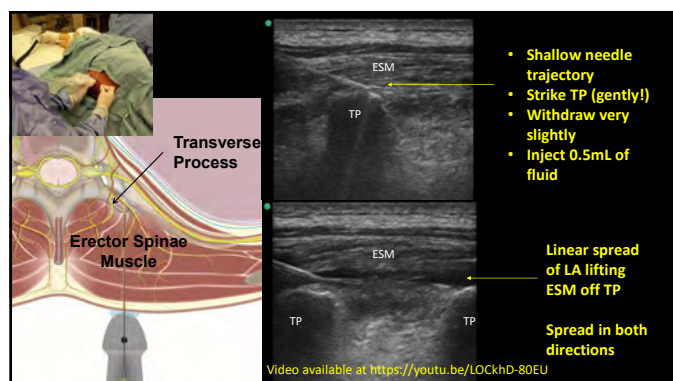 Transverse
Process
Erector Spinae
Muscle
ESM
TP
• Shallow needle
trajectory
• Strike TP (gently!)
• Withdraw very
slightly
• Inject 0.5mL of
fluid
ESM
TP
TP
Linear spread
of LA lifting
ESM off TP
Spread in both
directions
Video available at https://youtu.be/LOCkhD-80EU